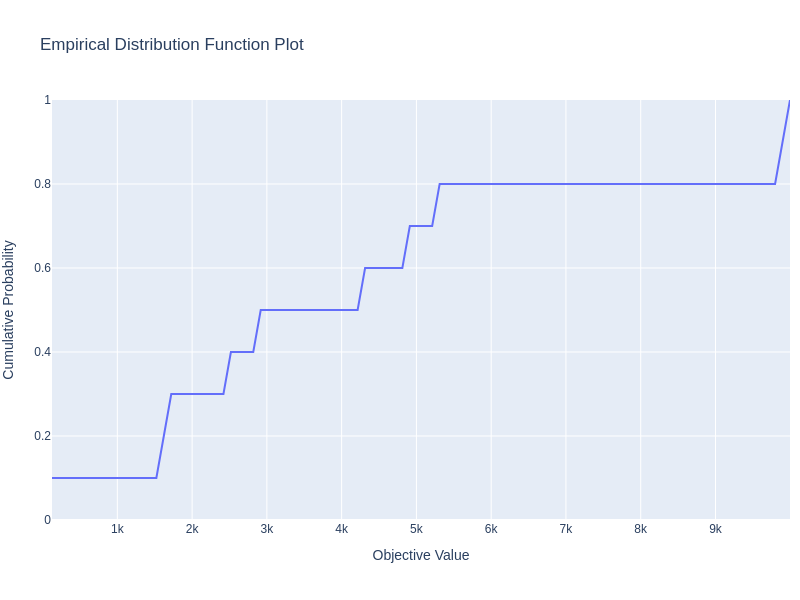 Empirical Distribution Function Plot
1
0.8
0.6
0.4
0.2
0
Cumulative Probability
1k 2k 3k 4k 5k 6k 7k 8k 9k
Objective Value